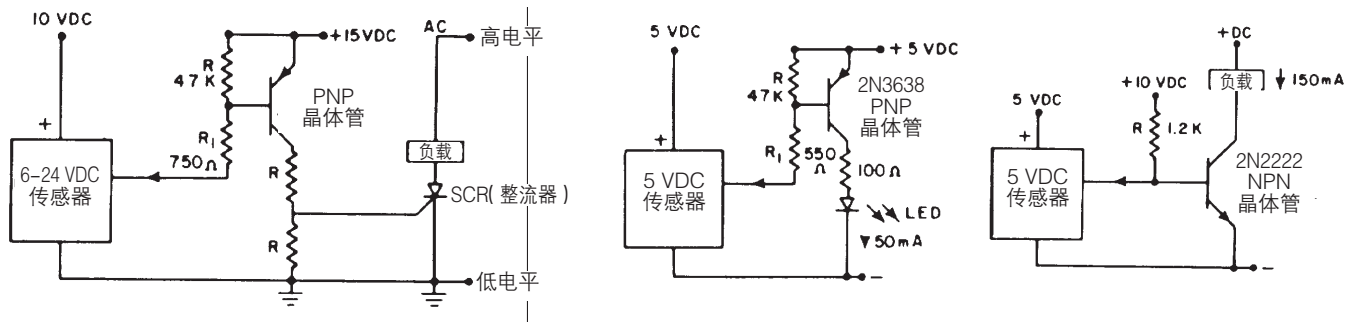 10 VDC
+
6-24 VDC
传感器
R
47 K
R1
750Ω
+15VDC
PNP
晶体管
R
R
AC
高电平
负载
SCR( 整流器 )
低电平
5 VDC
+
5 VDC
传感器
R
47K
R1
550
Ω
+ 5 VDC
2N3638
PNP
晶体管
100Ω
LED
50mA
-
5 VDC
+
5 VDC
传感器
+10 VDC
R
1.2 K
+DC
负载
150mA
2N2222
NPN
晶体管
-